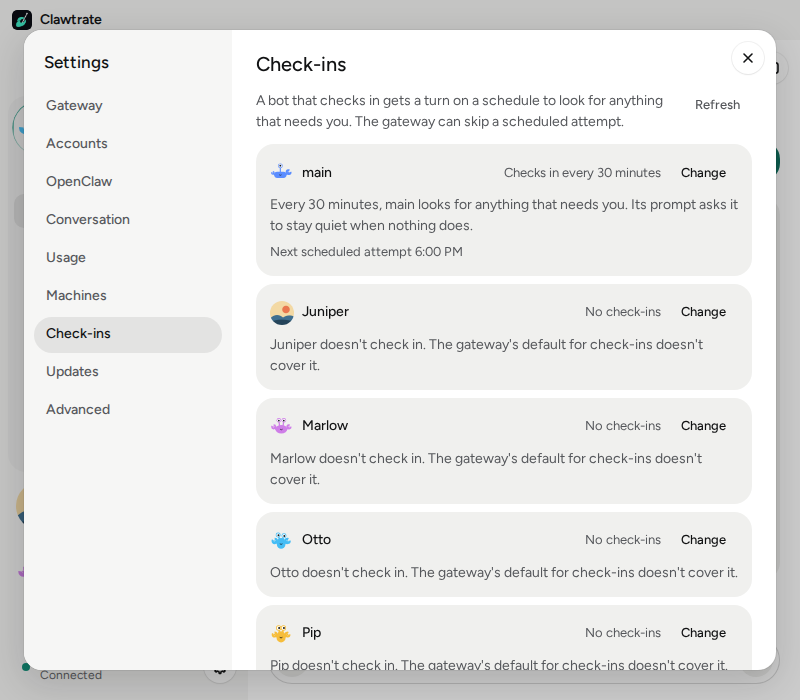 Clawtrate
Settings
Gateway
Accounts
OpenClaw
Conversation
Usage
Machines
Check-ins
Updates
Advanced
Connected
Check-ins
A bot that checks in gets a turn on a schedule to look for anything
that needs you. The gateway can skip a scheduled attempt.
Refresh
main
Checks in every 30 minutes
Change
Every 30 minutes, main looks for anything that needs you. Its prompt asks it
to stay quiet when nothing does.
Next scheduled attempt 6:00 PM
Juniper
No check-ins
Change
Juniper doesn't check in. The gateway's default for check-ins doesn't
cover it.
Marlow
No check-ins
Change
Marlow doesn't check in. The gateway's default for check-ins doesn't
cover it.
Otto
No check-ins
Change
Otto doesn't check in. The gateway's default for check-ins doesn't cover it.
Pip
No check-ins
Change
Pip doesn't check in. The gateway's default for check-ins doesn't cover it.